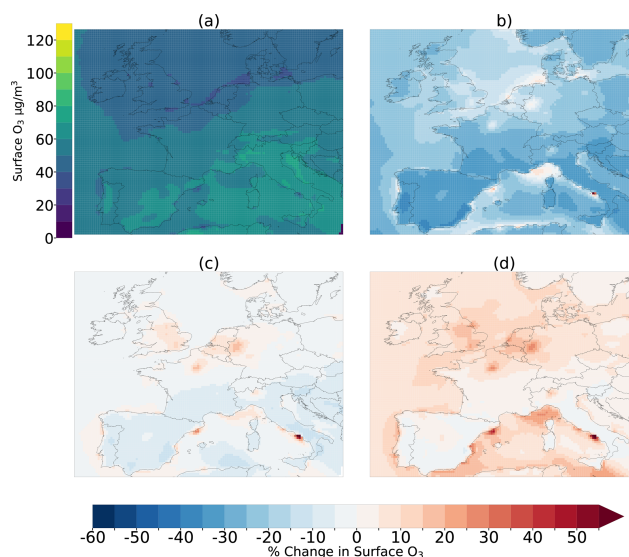 (a)
b)
Surface O₃ μg/m³
120
100
80
60
40
20
0
(c)
(d)
-60 -50 -40 -30 -20 -10 0 10 20 30 40 50
% Change in Surface O₃